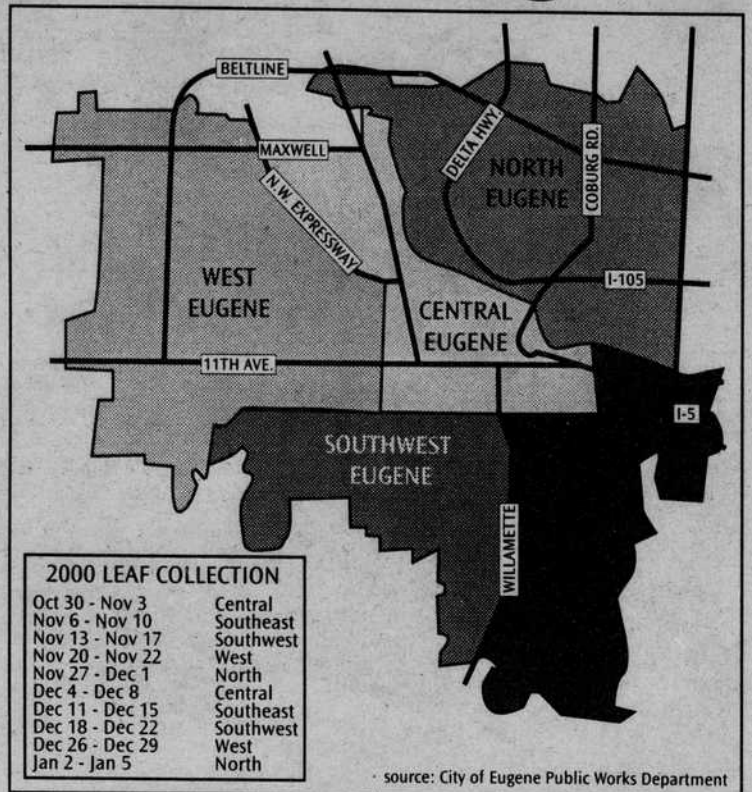 BELTLINE
MAXWELL
N.W. EXPRESSWAY
DELTA HWY.
COBURG RD.
NORTH
EUGENE
WEST
EUGENE
I-105
CENTRAL
EUGENE
11TH AVE.
I-5
SOUTHWEST
EUGENE
WILLAMETTE
2000 LEAF COLLECTION
Oct 30 - Nov 3 Central
Nov 6 - Nov 10 Southeast
Nov 13 - Nov 17 Southwest
Nov 20 - Nov 22 West
Nov 27 - Dec 1 North
Dec 4 - Dec 8 Central
Dec 11 - Dec 15 Southeast
Dec 18 - Dec 22 Southwest
Dec 26 - Dec 29 West
Jan 2 - Jan 5 North
source: City of Eugene Public Works Department